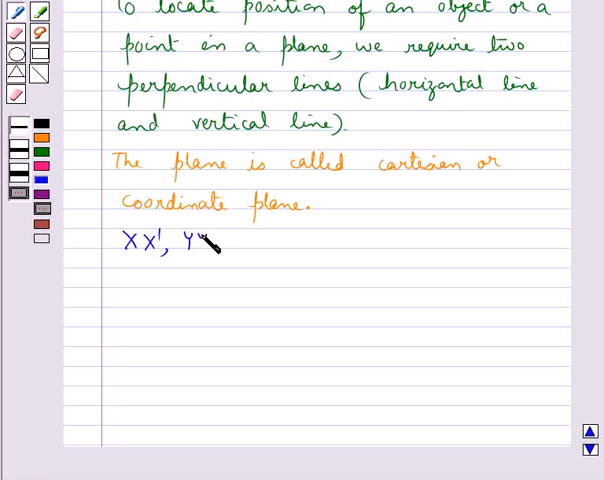 To locate position of an object or a
point in a plane, we require two
perpendicular lines ( horizontal line
and vertical line).
The plane is called cartesian or
coordinate plane.
XX', YY